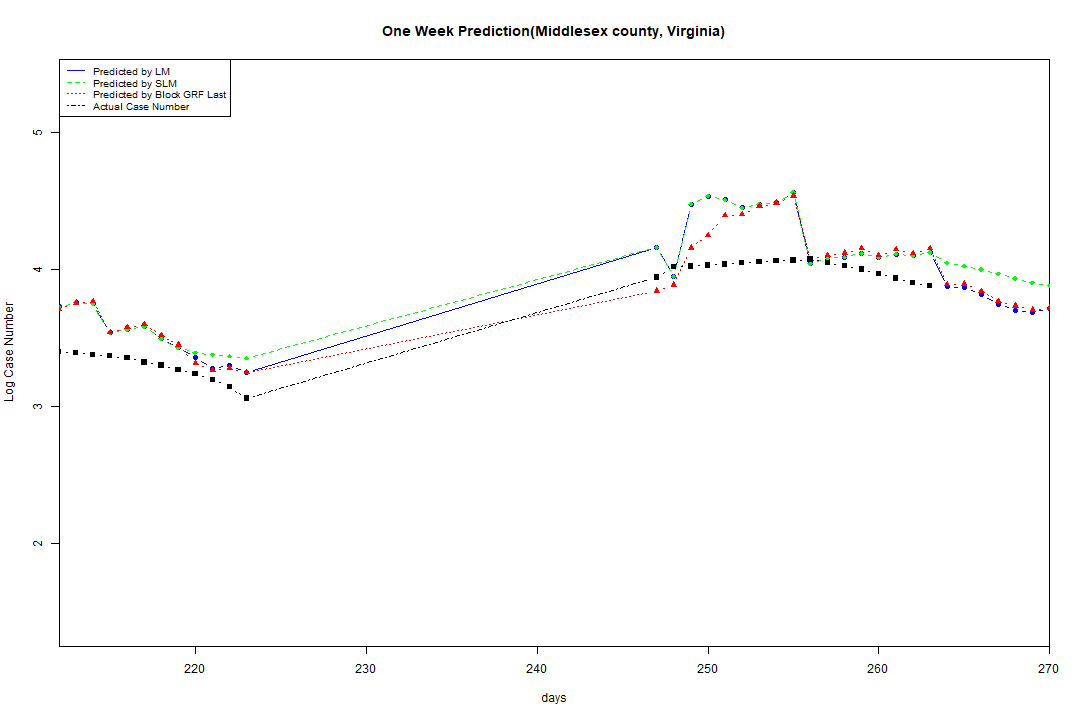 One Week Prediction(Middlesex county, Virginia)
Predicted by LM
Predicted by SLM
Predicted by Block GRF Last
Actual Case Number
5
4
3
2
Log Case Number
220 230 240 250 260 270
days